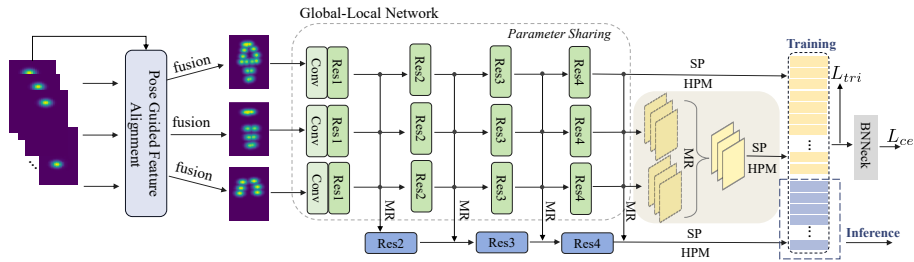 Global-Local Network
Parameter Sharing
Training
Pose Guided Feature
Alignment
fusion
fusion
fusion
Conv
Res1
Res2
Res3
Res4
Conv
Res1
Res2
Res3
Res4
Conv
Res1
Res2
Res3
Res4
MR
MR
MR
MR
Res2
Res3
Res4
SP
HPM
MR
SP
HPM
SP
HPM
L_tri
BNNeck
L_ce
Inference